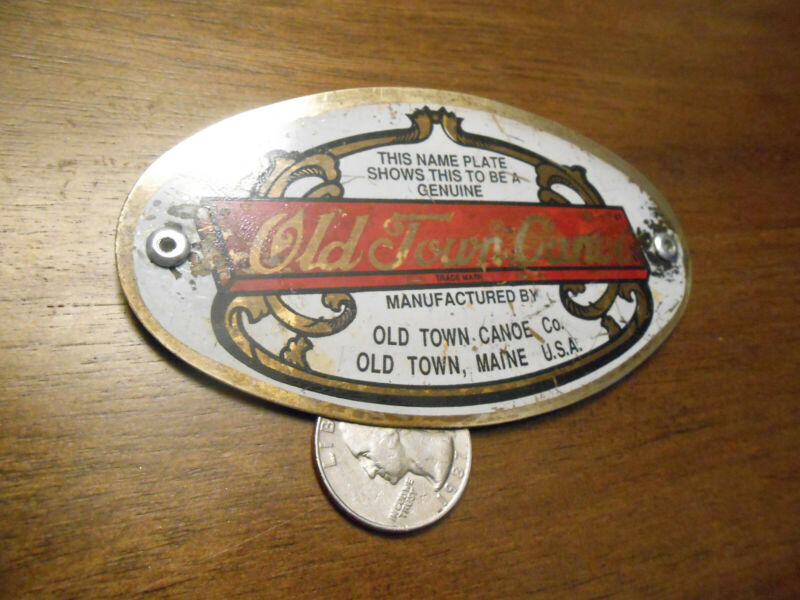 THIS NAME PLATE
SHOWS THIS TO BE A
GENUINE
Old Town Canoe
TRADE MARK
MANUFACTURED BY
OLD TOWN CANOE Co.
OLD TOWN, MAINE U.S.A.
LIB
IN GOD WE
TRUST
198